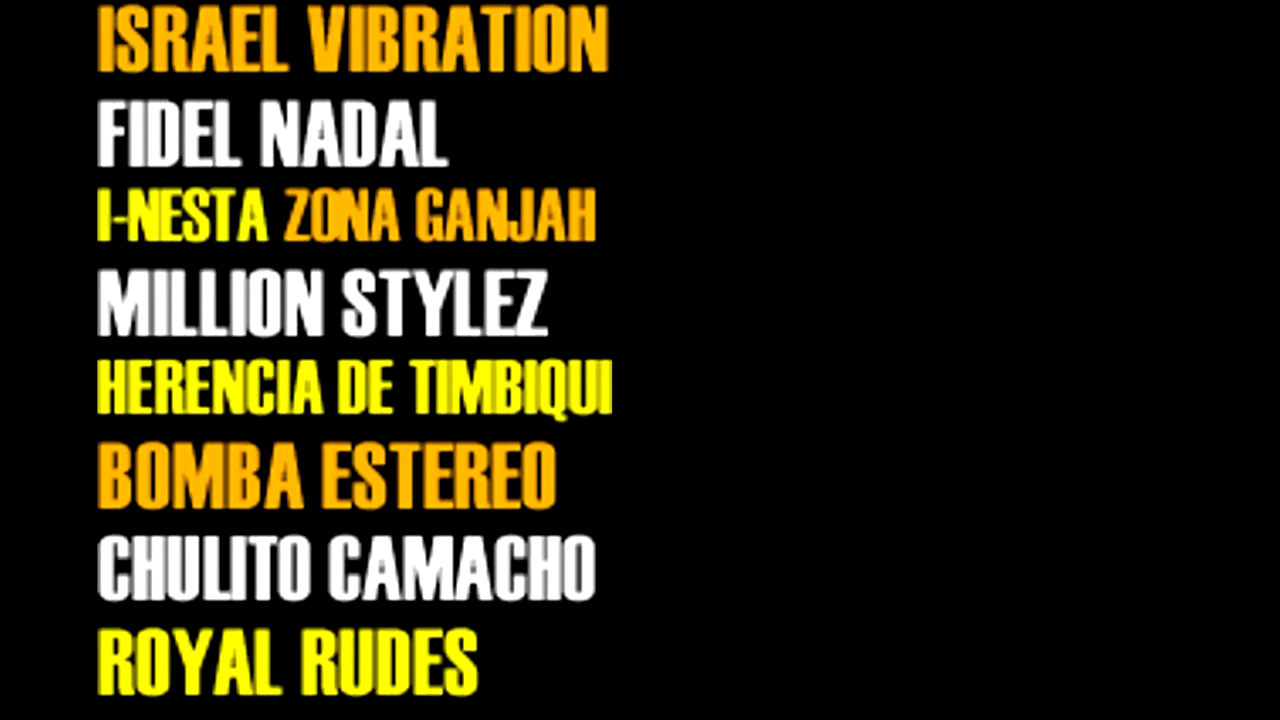 ISRAEL VIBRATION
FIDEL NADAL
I-NESTA ZONA GANJAH
MILLION STYLEZ
HERENCIA DE TIMBIQUI
BOMBA ESTEREO
CHULITO CAMACHO
ROYAL RUDES